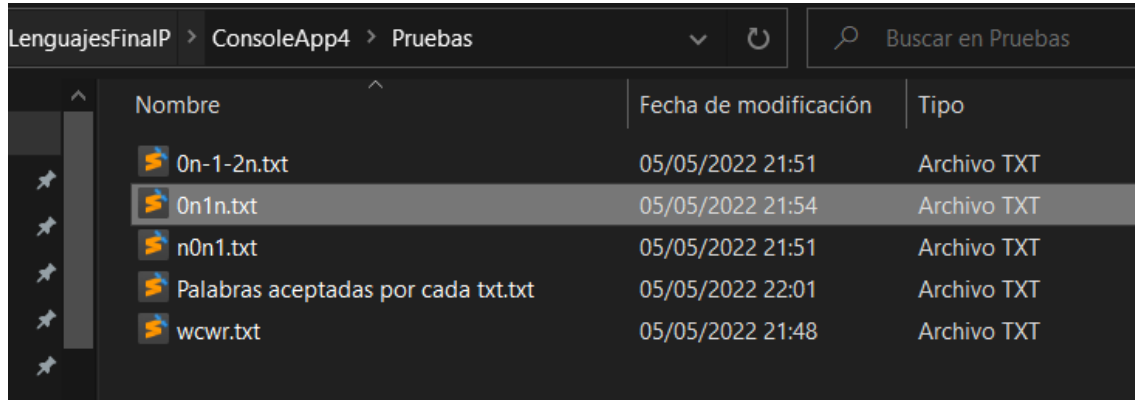 LenguajesFinalP > ConsoleApp4 > Pruebas Buscar en Pruebas
Nombre Fecha de modificación Tipo
0n-1-2n.txt 05/05/2022 21:51 Archivo TXT
0n1n.txt 05/05/2022 21:54 Archivo TXT
n0n1.txt 05/05/2022 21:51 Archivo TXT
Palabras aceptadas por cada txt.txt 05/05/2022 22:01 Archivo TXT
wcwr.txt 05/05/2022 21:48 Archivo TXT